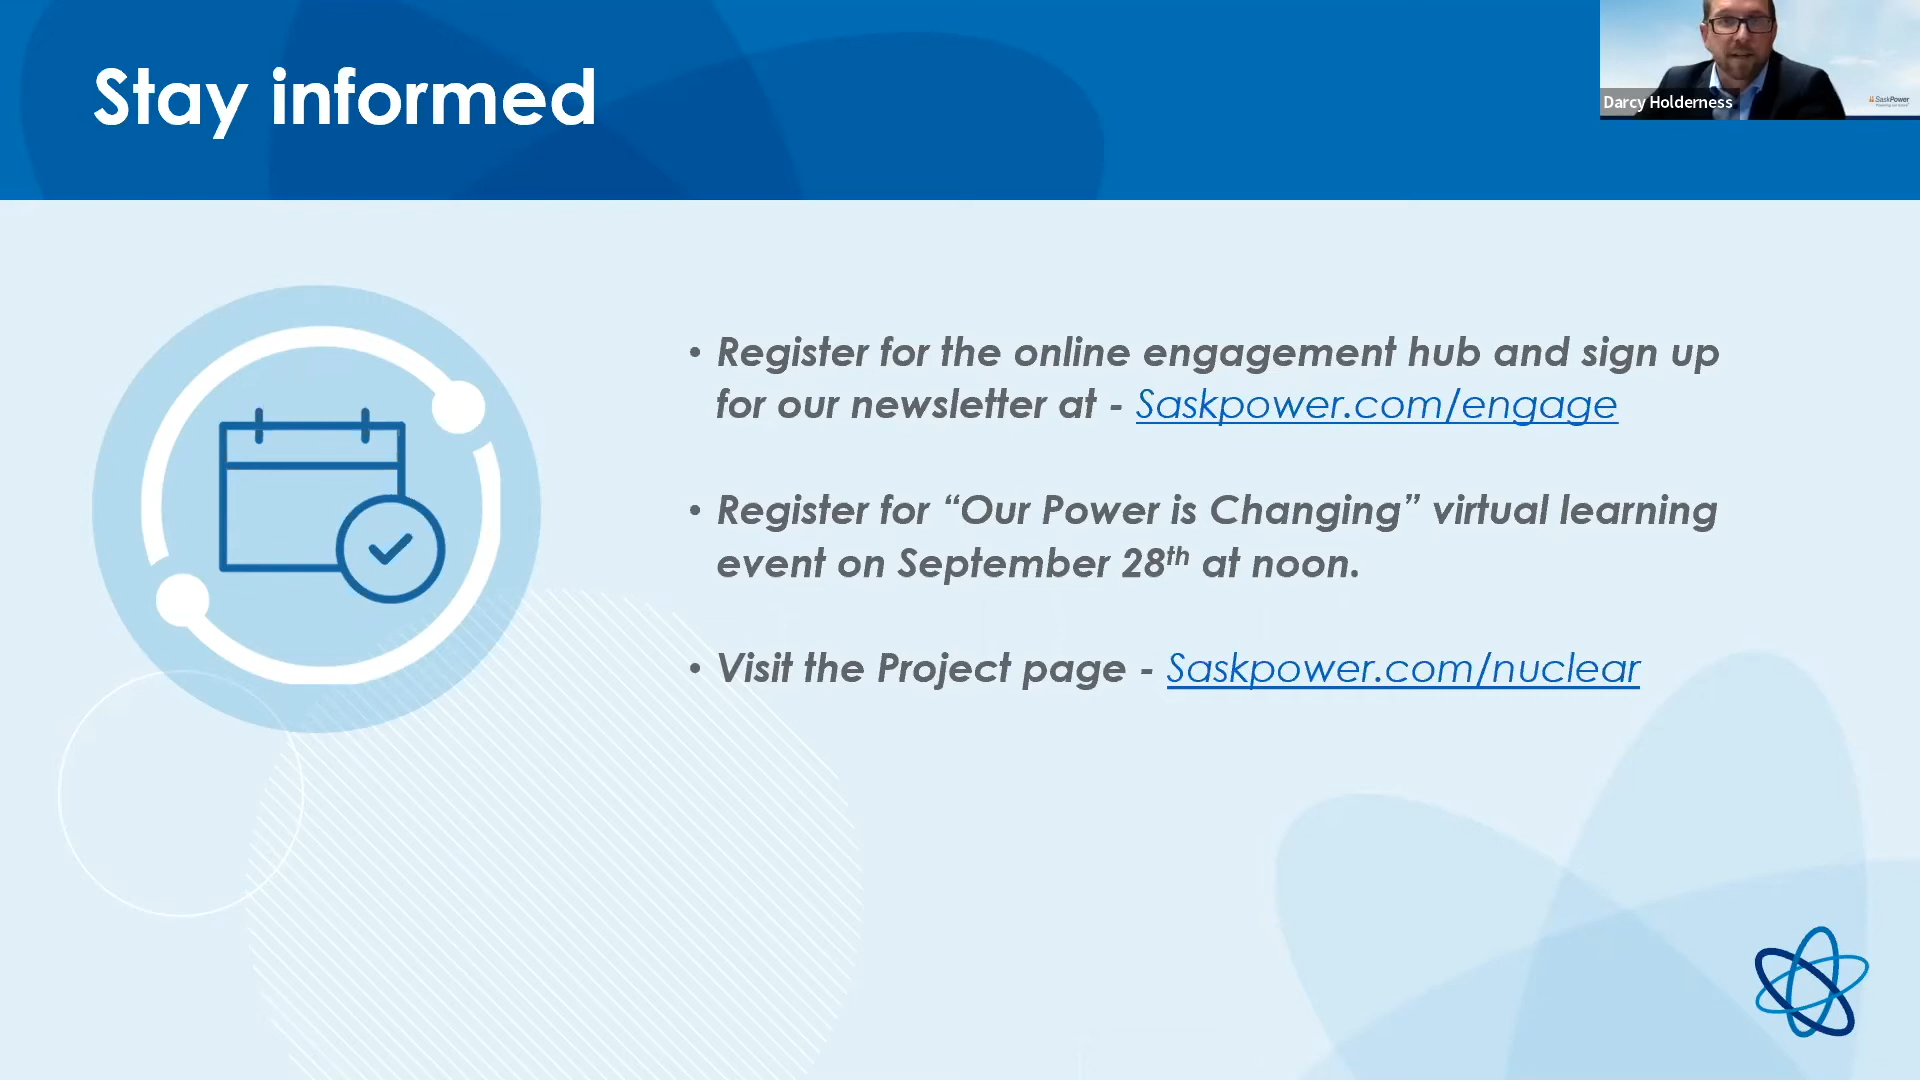 Stay informed
Darcy Holderness
SaskPower
• Register for the online engagement hub and sign up
for our newsletter at - Saskpower.com/engage
• Register for “Our Power is Changing” virtual learning
event on September 28th at noon.
• Visit the Project page - Saskpower.com/nuclear